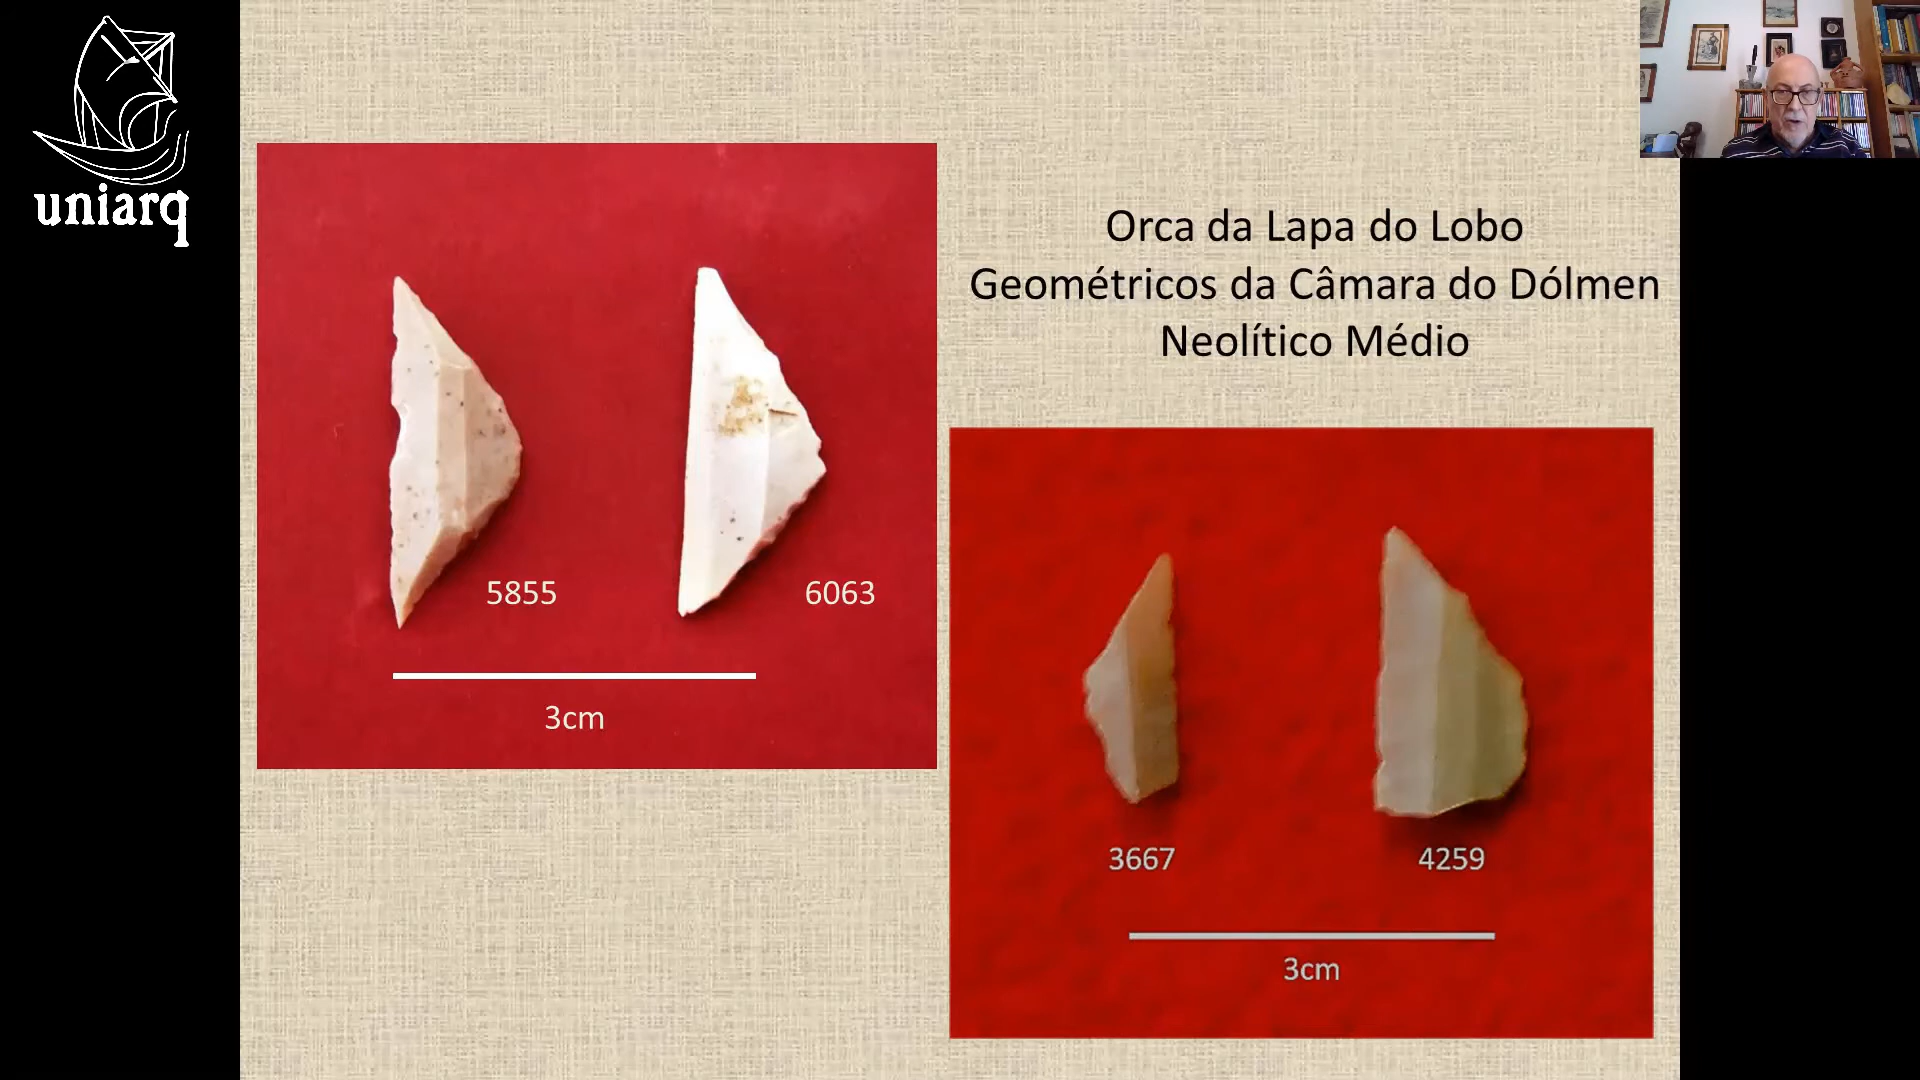 uniarq
Orca da Lapa do Lobo
Geométricos da Câmara do Dólmen
Neolítico Médio
5855
6063
3cm
3667
4259
3cm